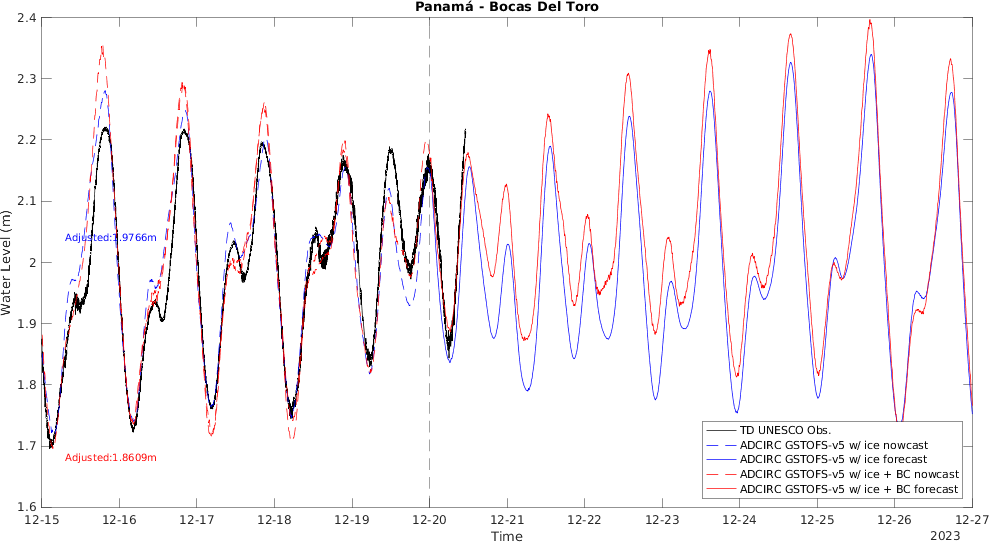 Panamá - Bocas Del Toro
2.4
2.3
2.2
2.1
2
1.9
1.8
1.7
1.6
Water Level (m)
Adjusted:1.9766m
Adjusted:1.8609m
TD UNESCO Obs.
ADCIRC GSTOFS-v5 w/ ice nowcast
ADCIRC GSTOFS-v5 w/ ice forecast
ADCIRC GSTOFS-v5 w/ ice + BC nowcast
ADCIRC GSTOFS-v5 w/ ice + BC forecast
12-15 12-16 12-17 12-18 12-19 12-20 12-21 12-22 12-23 12-24 12-25 12-26 12-27
Time
2023